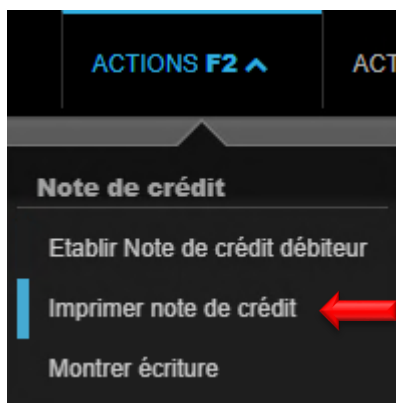 ACTIONS F2 ACT
Note de crédit
Etablir Note de crédit débiteur
Imprimer note de crédit
Montrer écriture